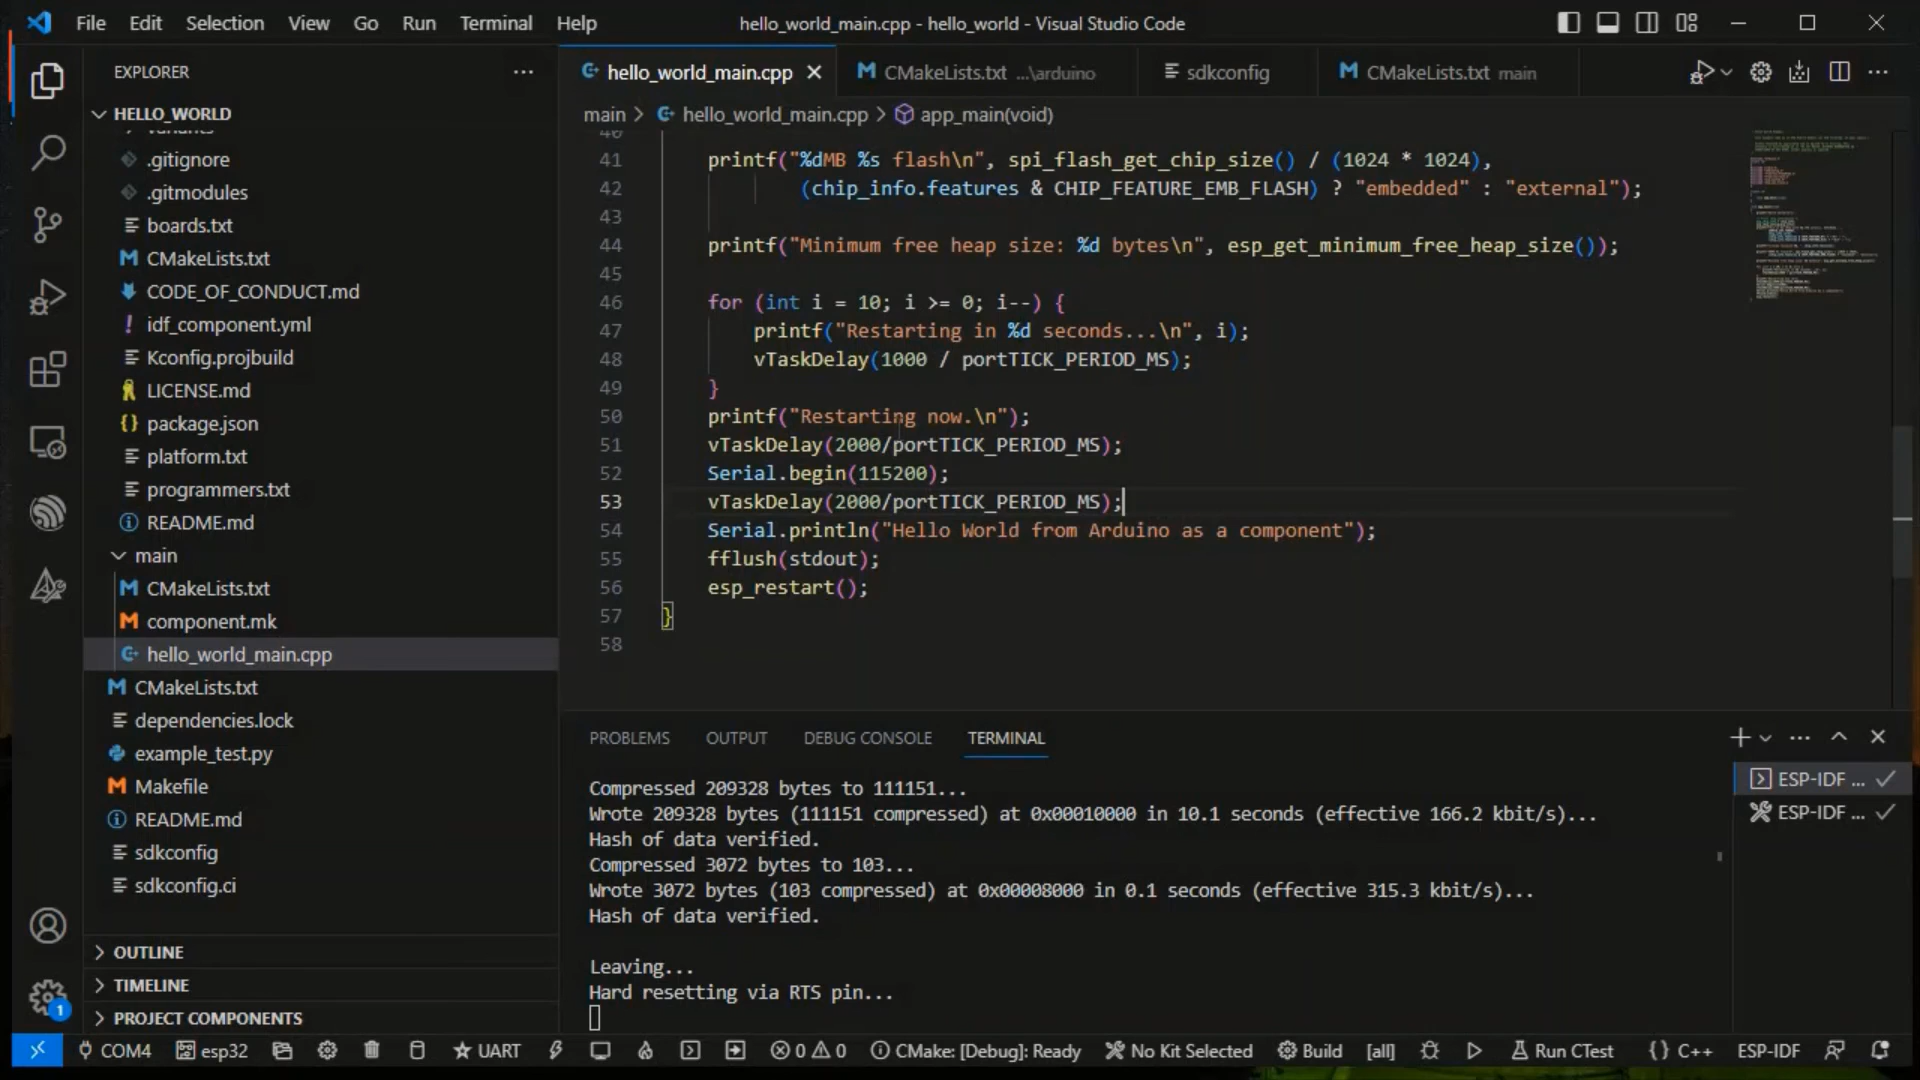 File Edit Selection View Go Run Terminal Help
hello_world_main.cpp - hello_world - Visual Studio Code
EXPLORER
HELLO_WORLD
variants
.gitignore
.gitmodules
boards.txt
CMakeLists.txt
CODE_OF_CONDUCT.md
idf_component.yml
Kconfig.projbuild
LICENSE.md
package.json
platform.txt
programmers.txt
README.md
main
CMakeLists.txt
component.mk
hello_world_main.cpp
CMakeLists.txt
dependencies.lock
example_test.py
Makefile
README.md
sdkconfig
sdkconfig.ci
OUTLINE
TIMELINE
PROJECT COMPONENTS
hello_world_main.cpp
CMakeLists.txt ...\arduino
sdkconfig
CMakeLists.txt main
main > hello_world_main.cpp > app_main(void)
40
41 printf("%dMB %s flash\n", spi_flash_get_chip_size() / (1024 * 1024),
42 (chip_info.features & CHIP_FEATURE_EMB_FLASH) ? "embedded" : "external");
43
44 printf("Minimum free heap size: %d bytes\n", esp_get_minimum_free_heap_size());
45
46 for (int i = 10; i >= 0; i--) {
47 printf("Restarting in %d seconds...\n", i);
48 vTaskDelay(1000 / portTICK_PERIOD_MS);
49 }
50 printf("Restarting now.\n");
51 vTaskDelay(2000/portTICK_PERIOD_MS);
52 Serial.begin(115200);
53 vTaskDelay(2000/portTICK_PERIOD_MS);
54 Serial.println("Hello World from Arduino as a component");
55 fflush(stdout);
56 esp_restart();
57 }
58
PROBLEMS OUTPUT DEBUG CONSOLE TERMINAL
Compressed 209328 bytes to 111151...
Wrote 209328 bytes (111151 compressed) at 0x00010000 in 10.1 seconds (effective 166.2 kbit/s)...
Hash of data verified.
Compressed 3072 bytes to 103...
Wrote 3072 bytes (103 compressed) at 0x00008000 in 0.1 seconds (effective 315.3 kbit/s)...
Hash of data verified.
Leaving...
Hard resetting via RTS pin...
ESP-IDF ...
ESP-IDF ...
1
COM4 esp32 UART 0 0 CMake: [Debug]: Ready No Kit Selected Build [all] Run CTest {} C++ ESP-IDF